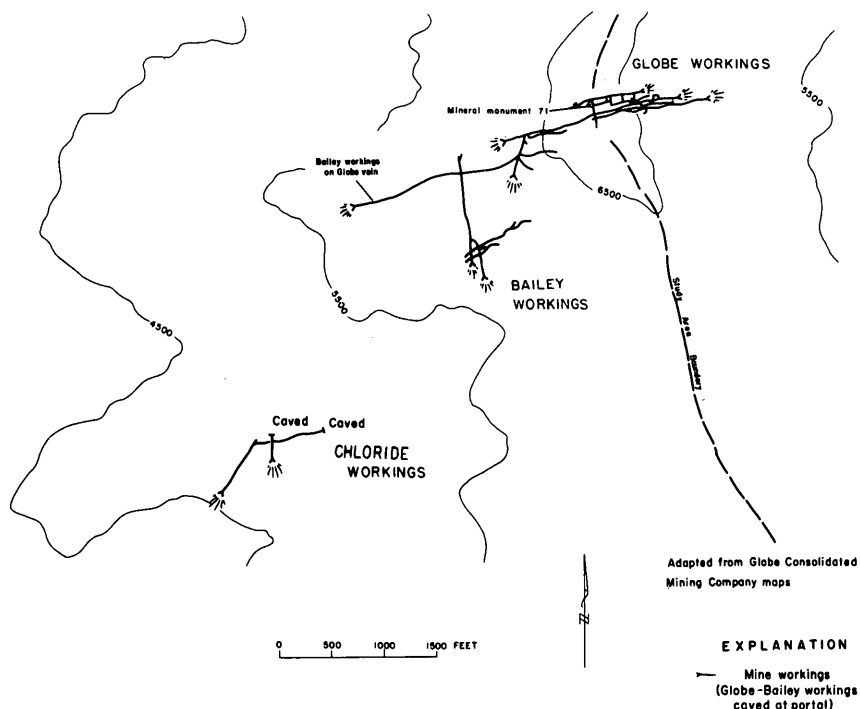 GLOBE WORKINGS
5500
Mineral monument 71
Bailey workings
on Globe vein
6500
BAILEY
WORKINGS
5500
4500
Study Area Boundary
Caved Caved
CHLORIDE
WORKINGS
Adapted from Globe Consolidated
Mining Company maps
N
0 500 1000 1500 FEET
EXPLANATION
Mine workings
(Globe-Bailey workings
caved at portal)